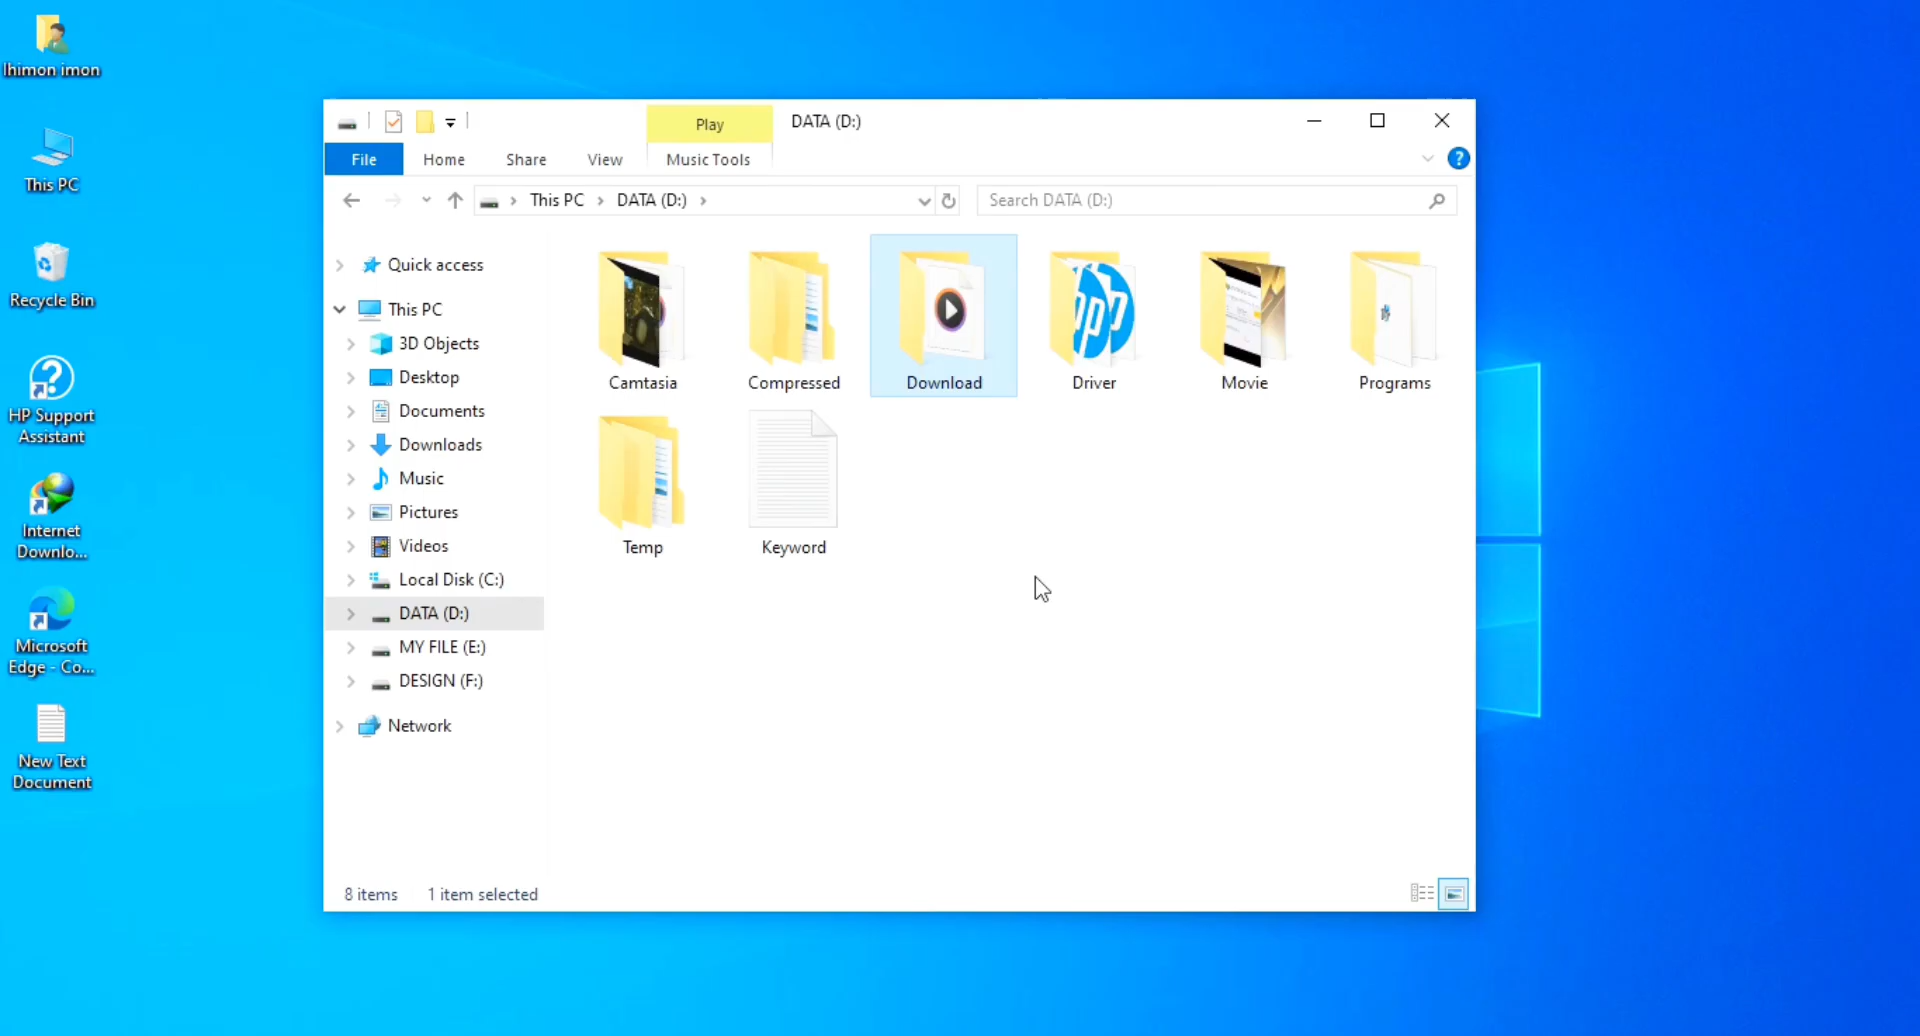 lhimon imon
This PC
Recycle Bin
HP Support
Assistant
Internet
Downlo...
Microsoft
Edge - Co...
New Text
Document
Play
DATA (D:)
File
Home
Share
View
Music Tools
?
This PC
DATA (D:)
Search DATA (D:)
Quick access
This PC
3D Objects
Desktop
Documents
Downloads
Music
Pictures
Videos
Local Disk (C:)
DATA (D:)
MY FILE (E:)
DESIGN (F:)
Network
Camtasia
Compressed
Download
hp
Driver
Movie
Programs
Temp
Keyword
8 items
1 item selected